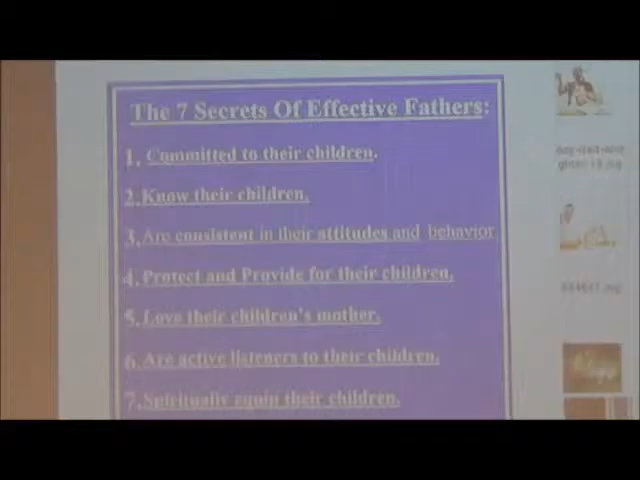 The 7 Secrets Of Effective Fathers:
1. Committed to their children.
2. Know their children.
3. Are consistent in their attitudes and behavior
4. Protect and Provide for their children.
5. Love their children's mother.
6. Are active listeners to their children.
7. Spiritually equip their children.